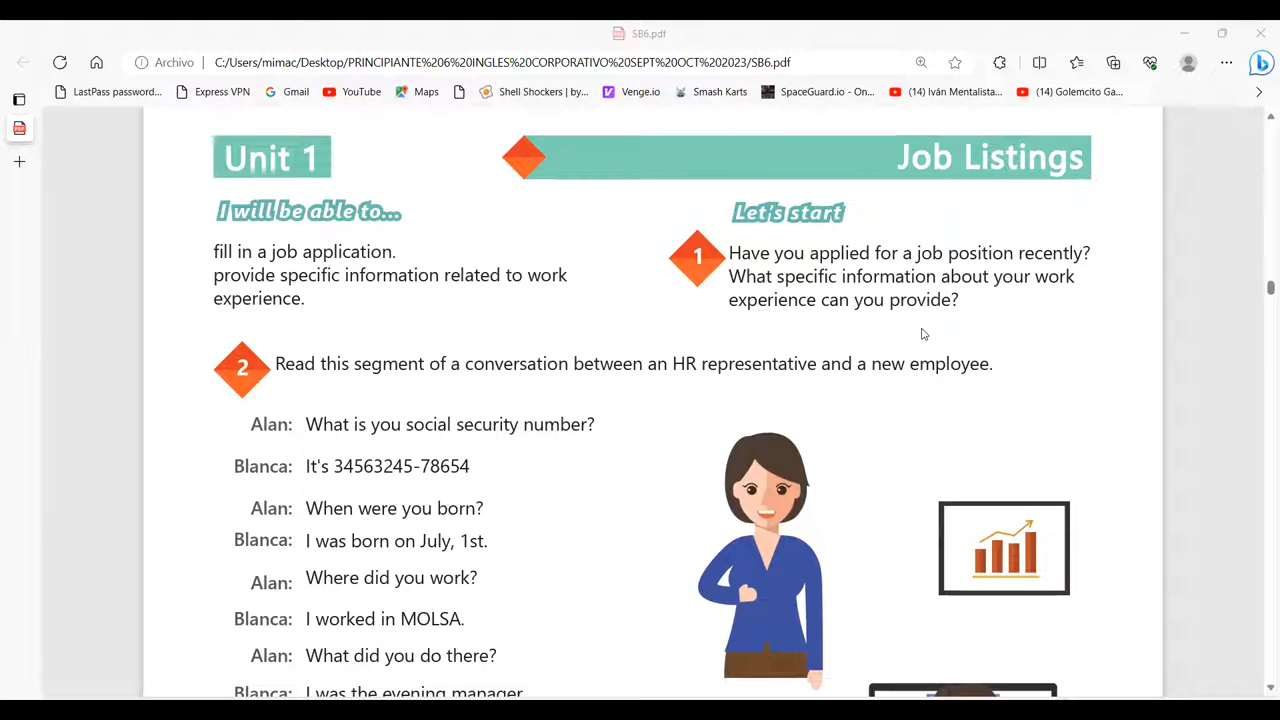 SB6.pdf
Archivo C:/Users/mimac/Desktop/PRINCIPIANTE%206%20INGLES%20CORPORATIVO%20SEPT%20OCT%202023/SB6.pdf
LastPass password... Express VPN Gmail YouTube Maps Shell Shockers | by... Venge.io Smash Karts SpaceGuard.io - On... (14) Iván Mentalista... (14) Golemcito Ga...
Unit 1
Job Listings
I will be able to...
fill in a job application.
provide specific information related to work
experience.
Let's start
1 Have you applied for a job position recently?
What specific information about your work
experience can you provide?
2 Read this segment of a conversation between an HR representative and a new employee.
Alan: What is you social security number?
Blanca: It's 34563245-78654
Alan: When were you born?
Blanca: I was born on July, 1st.
Alan: Where did you work?
Blanca: I worked in MOLSA.
Alan: What did you do there?
Blanca: I was the evening manager